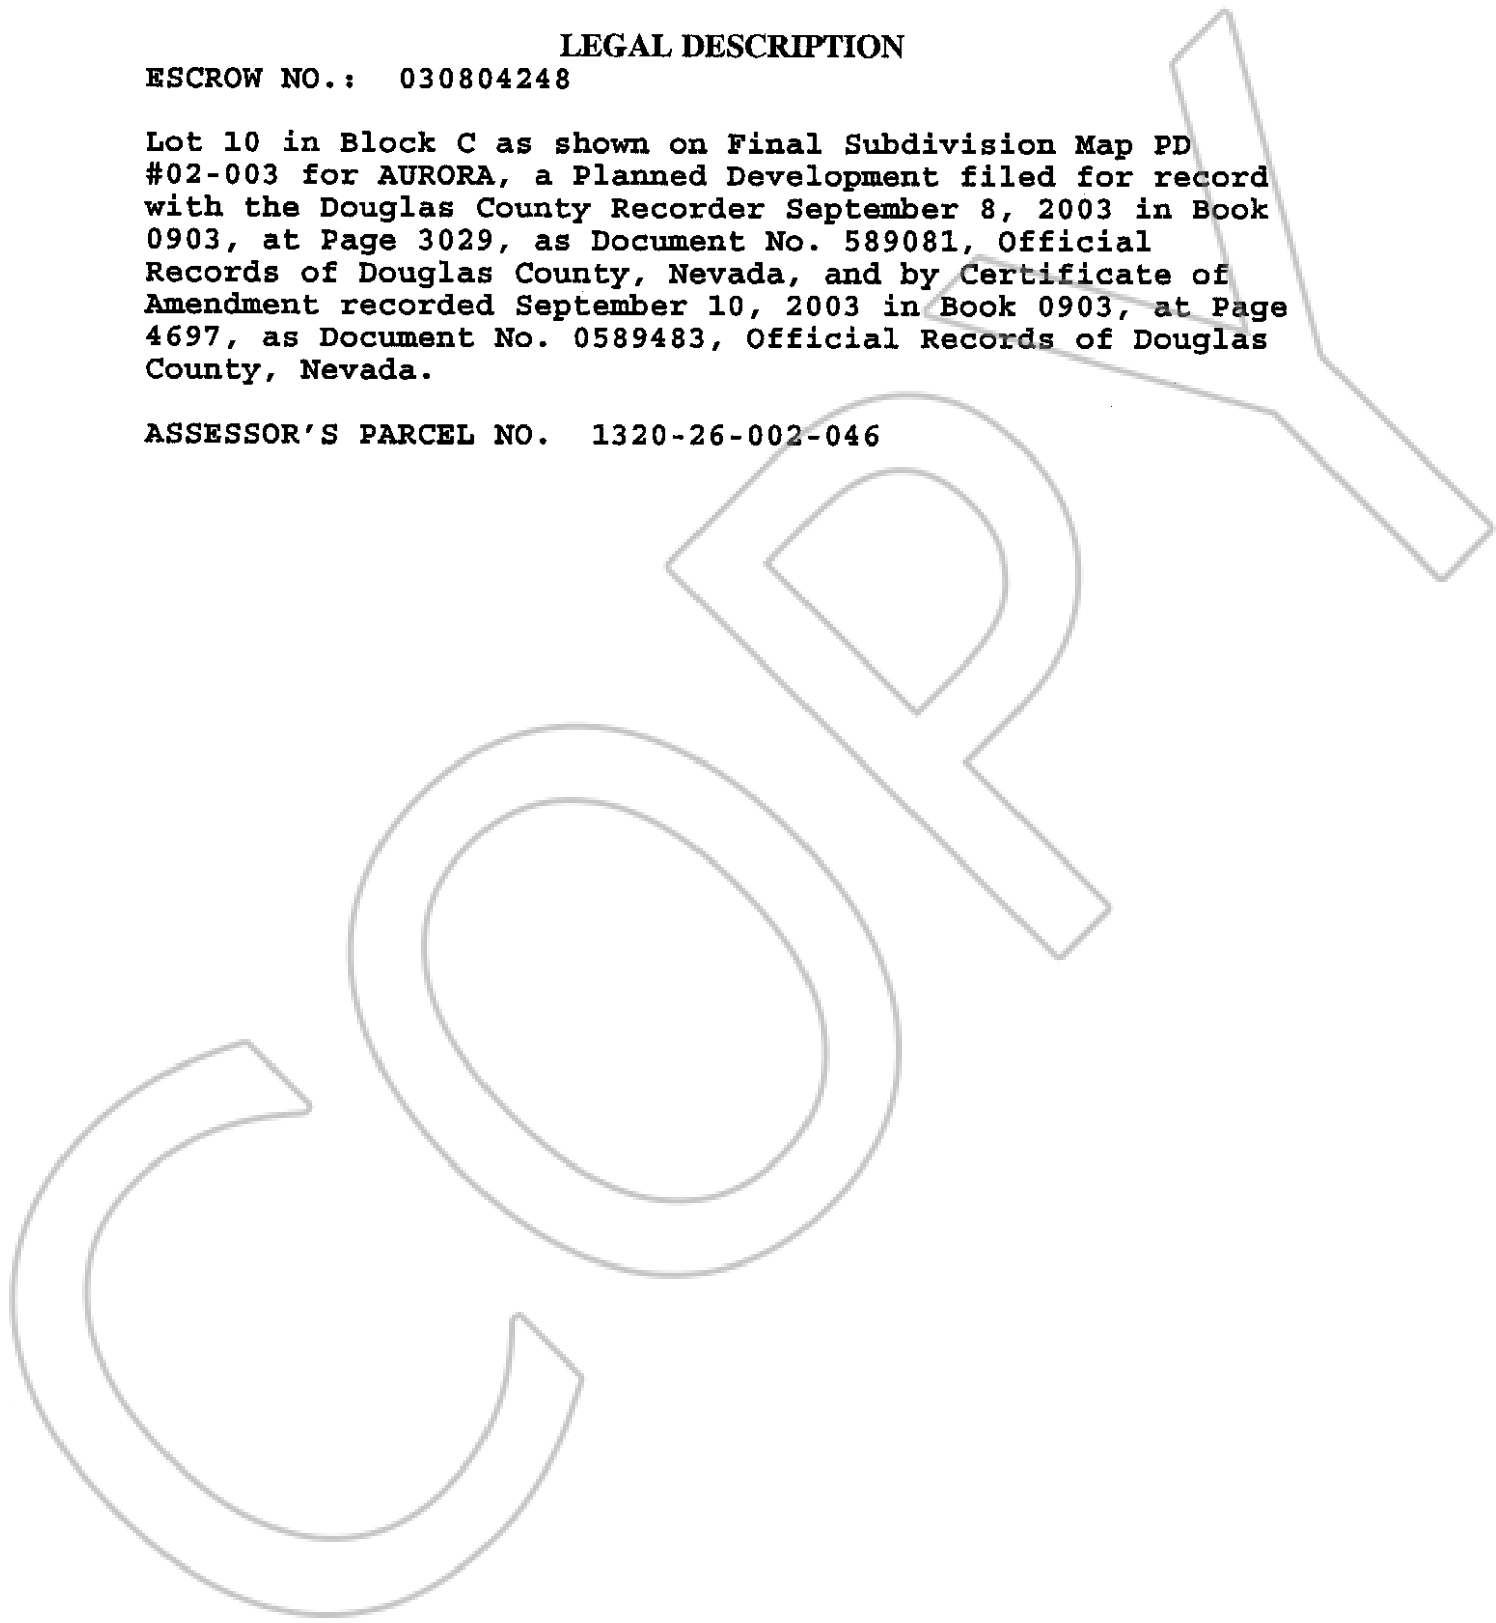 LEGAL DESCRIPTION
ESCROW NO.: 030804248
Lot 10 in Block C as shown on Final Subdivision Map PD
#02-003 for AURORA, a Planned Development filed for record
with the Douglas County Recorder September 8, 2003 in Book
0903, at Page 3029, as Document No. 589081, Official
Records of Douglas County, Nevada, and by Certificate of
Amendment recorded September 10, 2003 in Book 0903, at Page
4697, as Document No. 0589483, Official Records of Douglas
County, Nevada.
ASSESSOR'S PARCEL NO. 1320-26-002-046
COPY